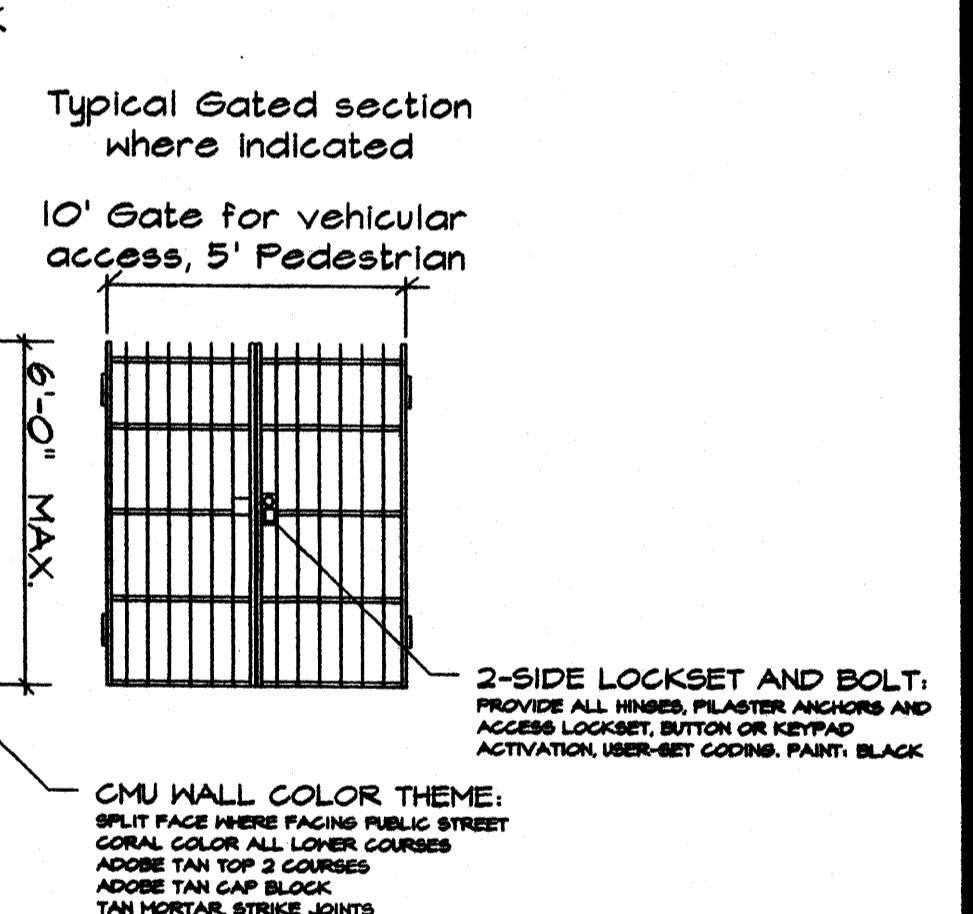 Typical Gated section
where indicated
10' Gate for vehicular
access, 5' Pedestrian
6'-0" MAX.
2-SIDE LOCKSET AND BOLT:
PROVIDE ALL HINGES, PILASTER ANCHORS AND
ACCESS LOCKSET, BUTTON OR KEYPAD
ACTIVATION, USER-SET CODING. PAINT: BLACK
CMU WALL COLOR THEME:
SPLIT FACE WHERE FACING PUBLIC STREET
CORAL COLOR ALL LOWER COURSES
ADOBE TAN TOP 2 COURSES
ADOBE TAN CAP BLOCK
TAN MORTAR, STRIKE JOINTS